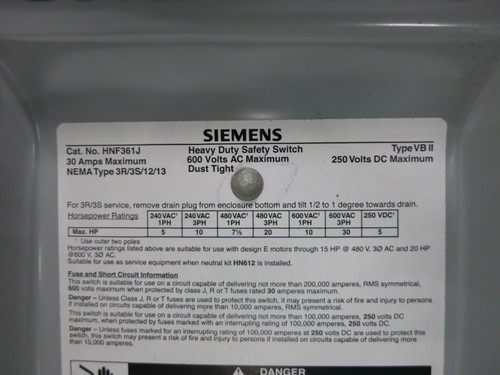 SIEMENS
Cat. No. HNF361J Heavy Duty Safety Switch Type VB II
30 Amps Maximum 600 Volts AC Maximum 250 Volts DC Maximum
NEMA Type 3R/3S/12/13 Dust Tight
For 3R/3S service, remove drain plug from enclosure bottom and tilt 1/2 to 1 degree towards drain.
Horsepower Ratings 240 VAC¹ 1PH 240 VAC 3PH 480 VAC¹ 1PH 480 VAC 3PH 600 VAC¹ 1PH 600 VAC 3PH 250 VDC¹
Max. HP 5 10 7½ 20 10 30 5
¹ Use outer two poles
Horsepower ratings listed above are suitable for use with design E motors through 15 HP @ 480 V, 3Ø AC and 20 HP
@600 V, 3Ø AC.
Suitable for use as service equipment when neutral kit HN612 is installed.
Fuse and Short Circuit Information
This switch is suitable for use on a circuit capable of delivering not more than 200,000 amperes, RMS symmetrical,
600 volts maximum when protected by class J, R or T fuses rated 30 amperes maximum.
Danger – Unless Class J, R or T fuses are used to protect this switch, it may present a risk of fire and injury to persons
if installed on circuits capable of delivering more than 10,000 amperes, RMS symmetrical.
This switch is suitable for use on a circuit capable of delivering not more than 100,000 amperes, 250 volts DC
maximum, when protected by fuses marked with an interrupting rating of 100,000 amperes, 250 volts DC.
Danger – Unless fuses marked for an interrupting rating of 100,000 amperes at 250 volts DC are used to protect this
switch, it may present a risk of fire and injury to persons if installed on circuits capable of delivering more
than 10,000 amperes.
DANGER